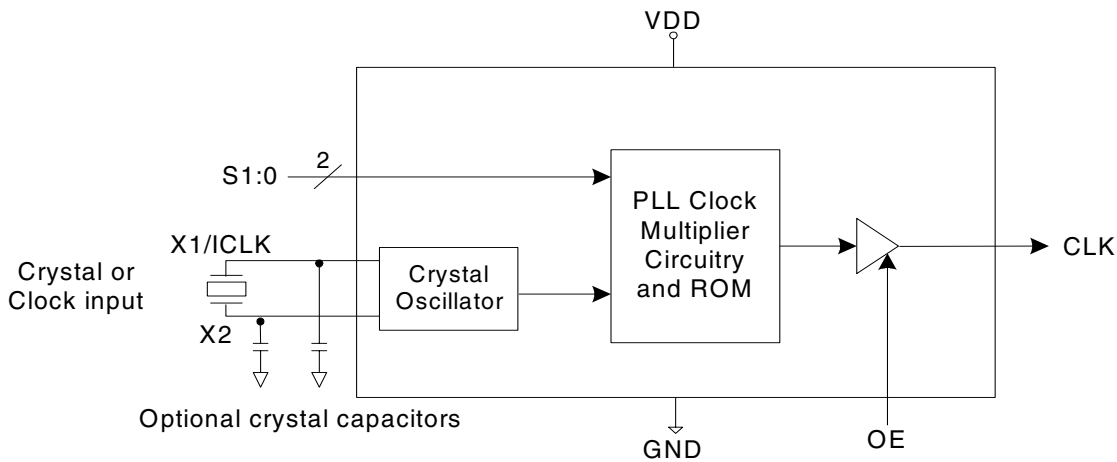 VDD
2
S1:0
PLL Clock
Multiplier
Circuitry
and ROM
X1/ICLK
Crystal or
Clock input
Crystal
Oscillator
CLK
X2
Optional crystal capacitors
GND
OE